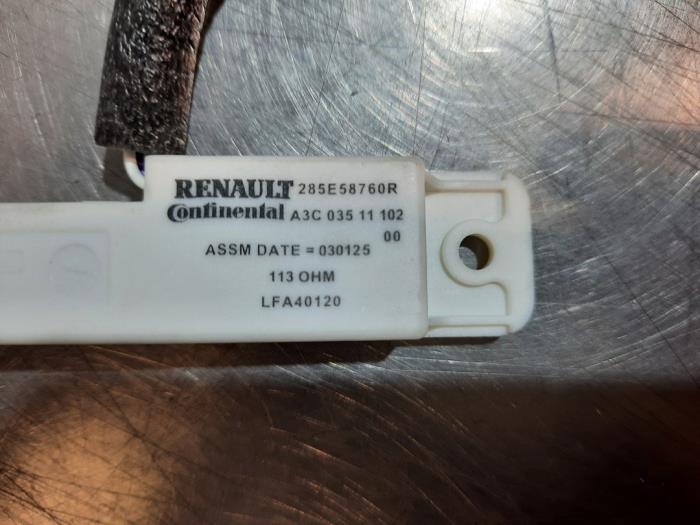 RENAULT 285E58760R
Continental A3C 035 11 102
00
ASSM DATE = 030125
113 OHM
LFA40120